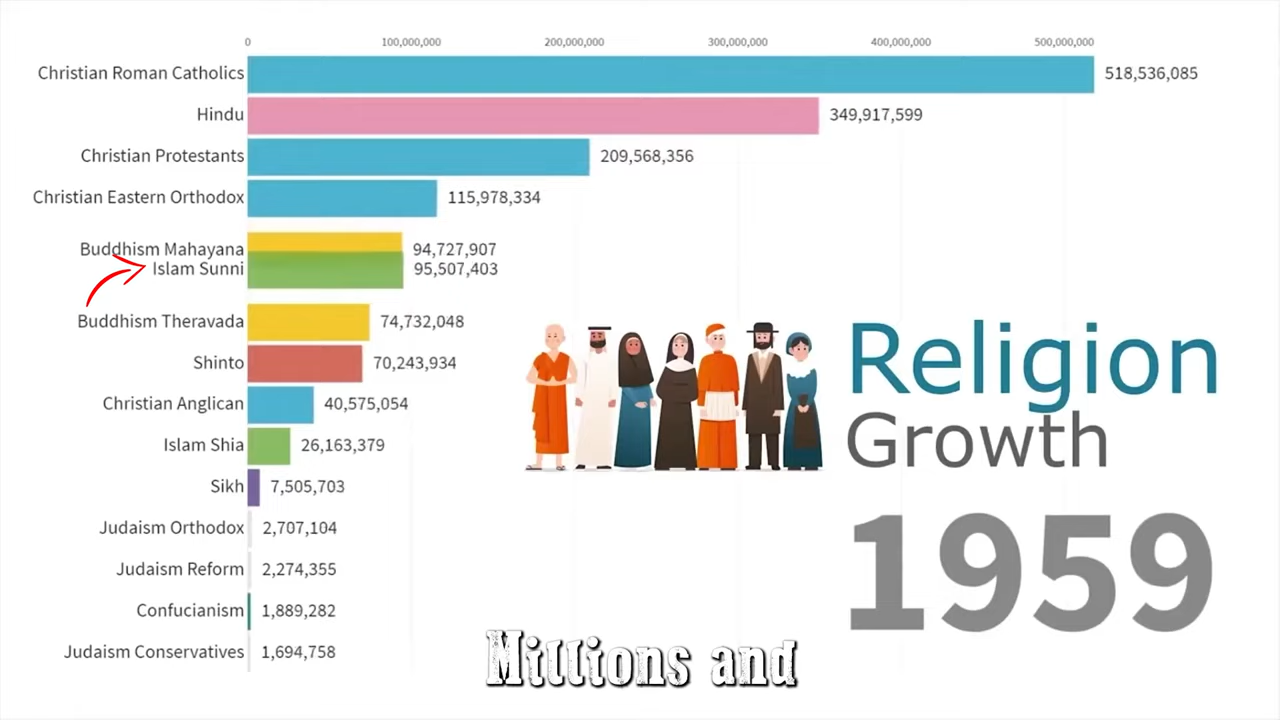 0 100,000,000 200,000,000 300,000,000 400,000,000 500,000,000
Christian Roman Catholics 518,536,085
Hindu 349,917,599
Christian Protestants 209,568,356
Christian Eastern Orthodox 115,978,334
Buddhism Mahayana 94,727,907
Islam Sunni 95,507,403
Buddhism Theravada 74,732,048
Shinto 70,243,934
Christian Anglican 40,575,054
Islam Shia 26,163,379
Sikh 7,505,703
Judaism Orthodox 2,707,104
Judaism Reform 2,274,355
Confucianism 1,889,282
Judaism Conservatives 1,694,758
Religion
Growth
1959
Millions and